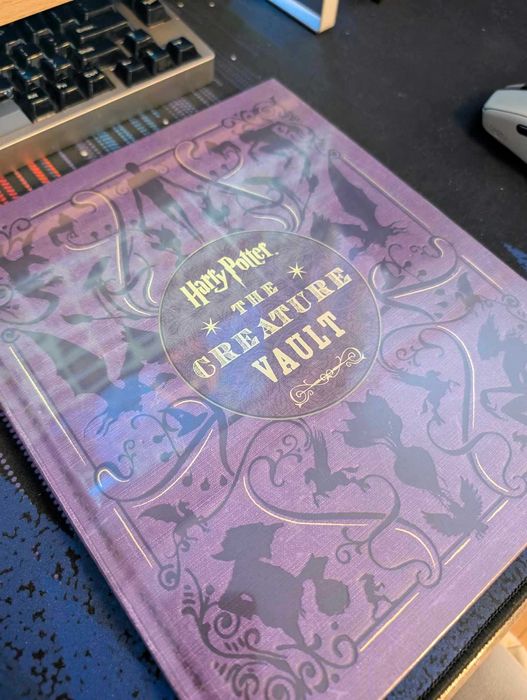 Harry Potter
THE
CREATURE
VAULT